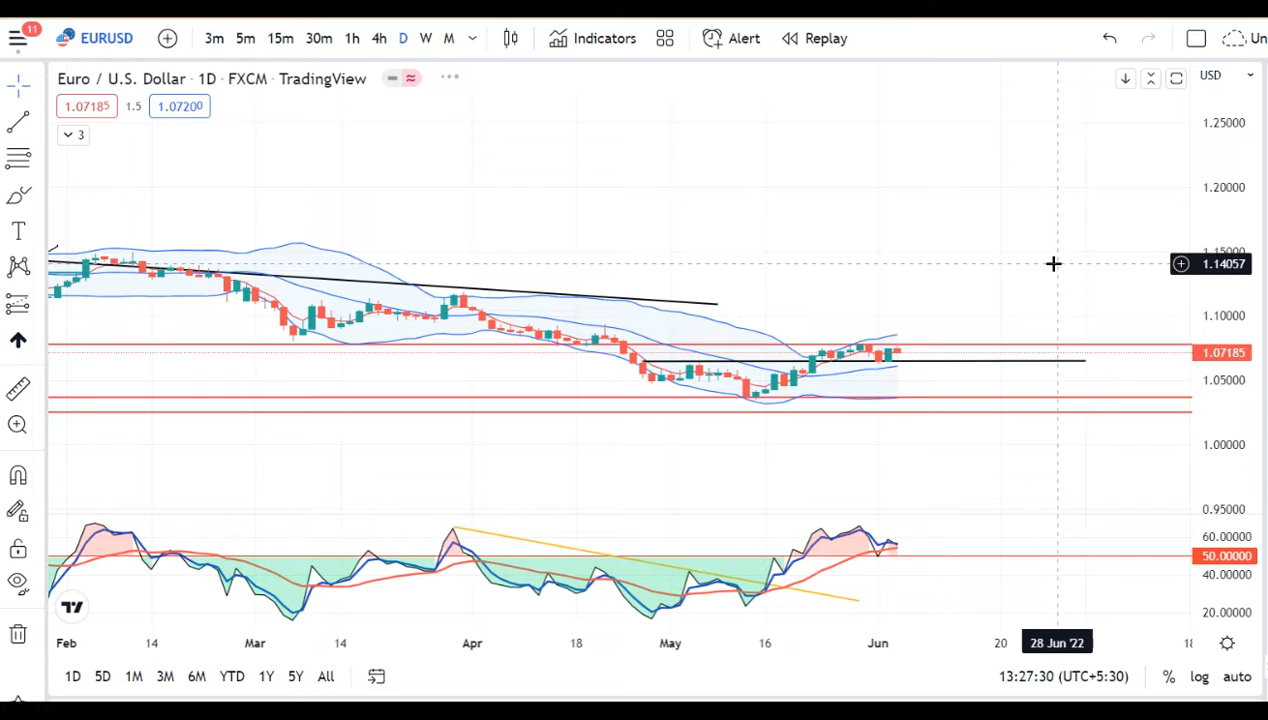 11
EURUSD
3m 5m 15m 30m 1h 4h D W M Indicators Alert Replay Un
Euro / U.S. Dollar · 1D · FXCM · TradingView
USD
1.07185 1.5 1.07200
3
1.25000
1.20000
1.15000
1.14057
1.10000
1.07185
1.05000
1.00000
0.95000
60.00000
50.00000
40.00000
20.00000
Feb 14 Mar 14 Apr 18 May 16 Jun 20 28 Jun '22 18
1D 5D 1M 3M 6M YTD 1Y 5Y All 13:27:30 (UTC+5:30) % log auto